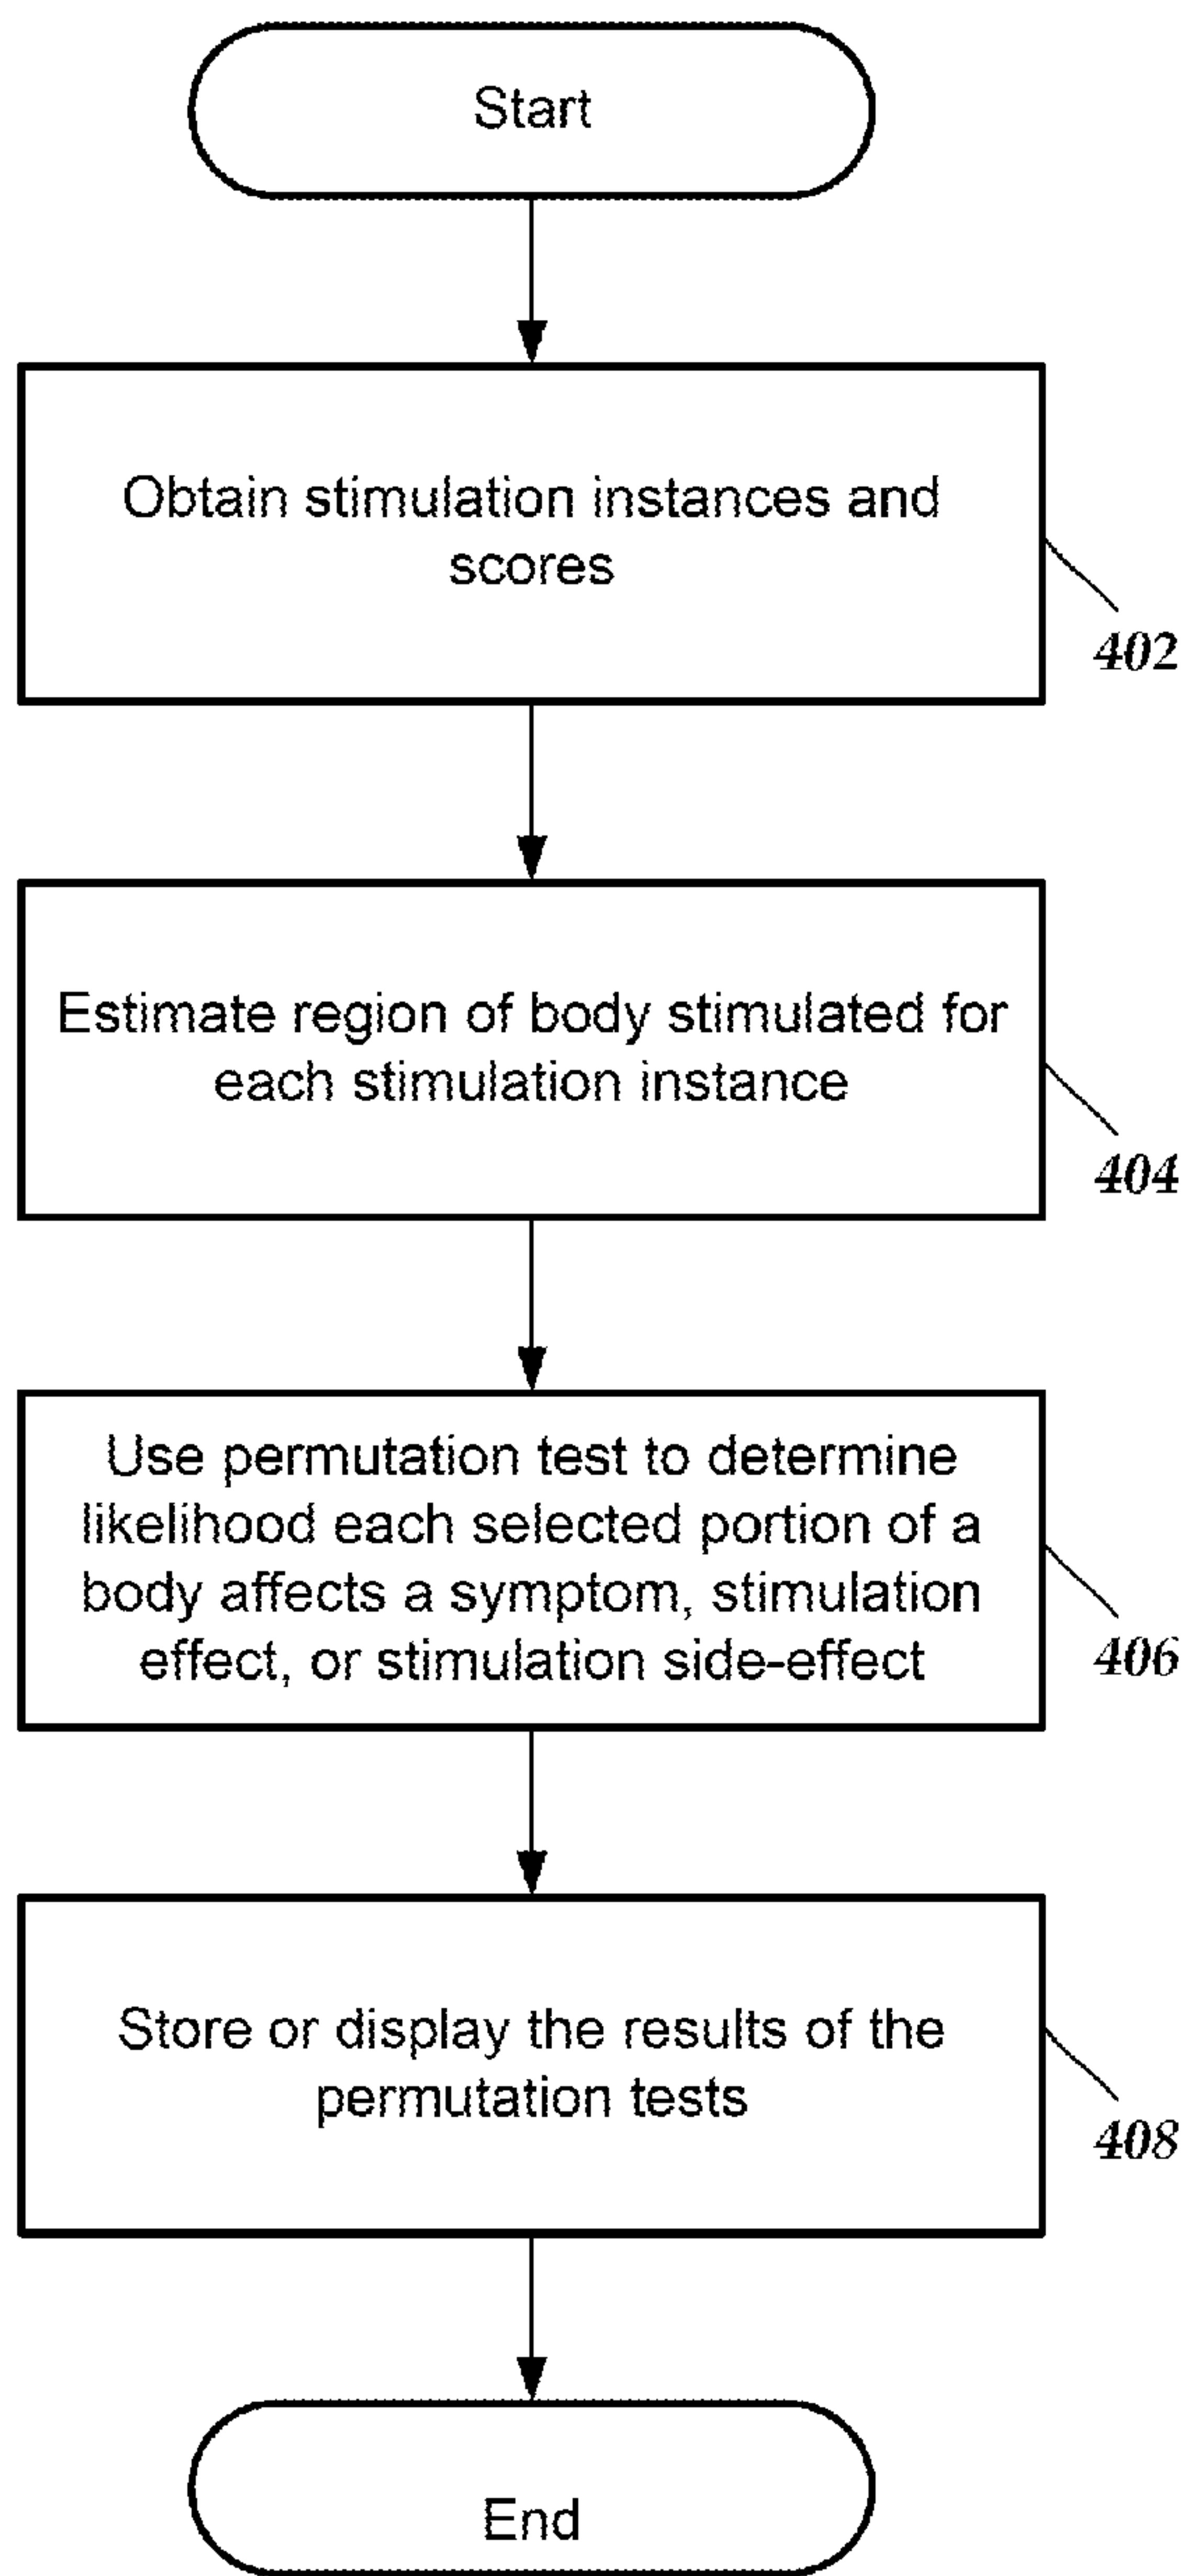 Start
Obtain stimulation instances and
scores
402
Estimate region of body stimulated for
each stimulation instance
404
Use permutation test to determine
likelihood each selected portion of a
body affects a symptom, stimulation
effect, or stimulation side-effect
406
Store or display the results of the
permutation tests
408
End